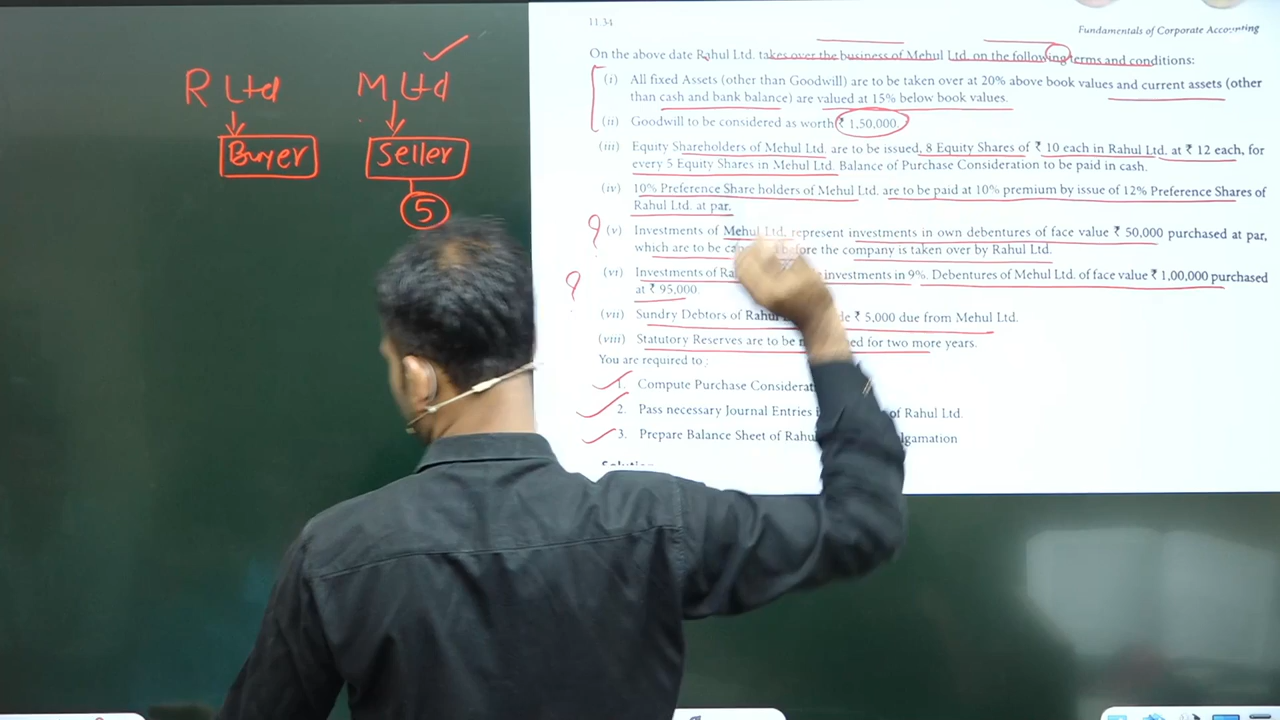 R Ltd
Buyer
M Ltd
Seller
5
11.34
Fundamentals of Corporate Accounting
On the above date Rahul Ltd. takes over the business of Mehul Ltd. on the following terms and conditions:
(i) All fixed Assets (other than Goodwill) are to be taken over at 20% above book values and current assets (other
than cash and bank balance) are valued at 15% below book values.
(ii) Goodwill to be considered as worth ₹ 1,50,000.
(iii) Equity Shareholders of Mehul Ltd. are to be issued, 8 Equity Shares of ₹ 10 each in Rahul Ltd. at ₹ 12 each, for
every 5 Equity Shares in Mehul Ltd. Balance of Purchase Consideration to be paid in cash.
(iv) 10% Preference Share holders of Mehul Ltd. are to be paid at 10% premium by issue of 12% Preference Shares of
Rahul Ltd. at par.
? (v) Investments of Mehul Ltd. represent investments in own debentures of face value ₹ 50,000 purchased at par,
which are to be before the company is taken over by Rahul Ltd.
? (vi) Investments of investments in 9%. Debentures of Mehul Ltd. of face value ₹ 1,00,000 purchased
at ₹ 95,000.
(vii) Sundry Debtors of Rahul ₹ 5,000 due from Mehul Ltd.
(viii) Statutory Reserves are to be for two more years.
You are required to :
1. Compute Purchase
2. Pass necessary Journal Entries of Rahul Ltd.
3. Prepare Balance Sheet of